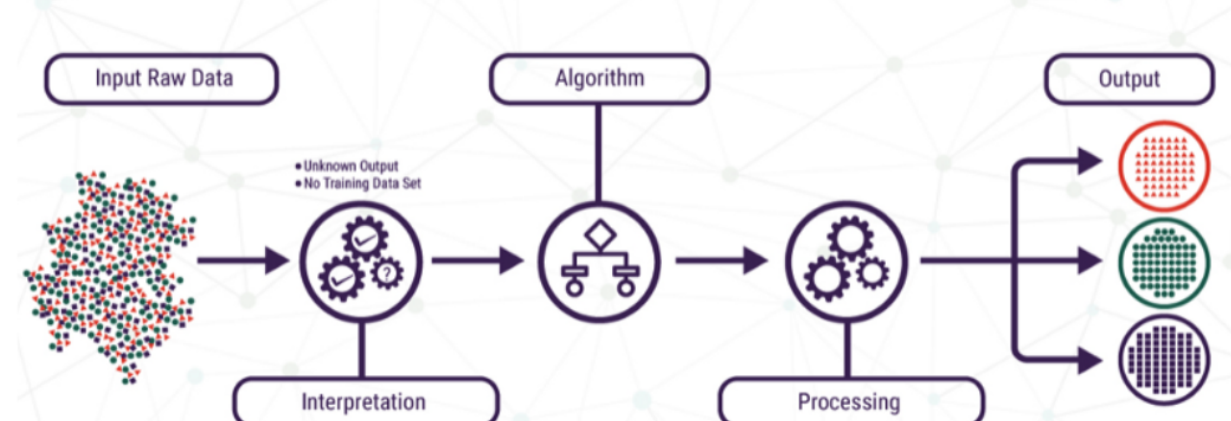 Input Raw Data
Algorithm
Output
• Unknown Output
• No Training Data Set
?
Interpretation
Processing